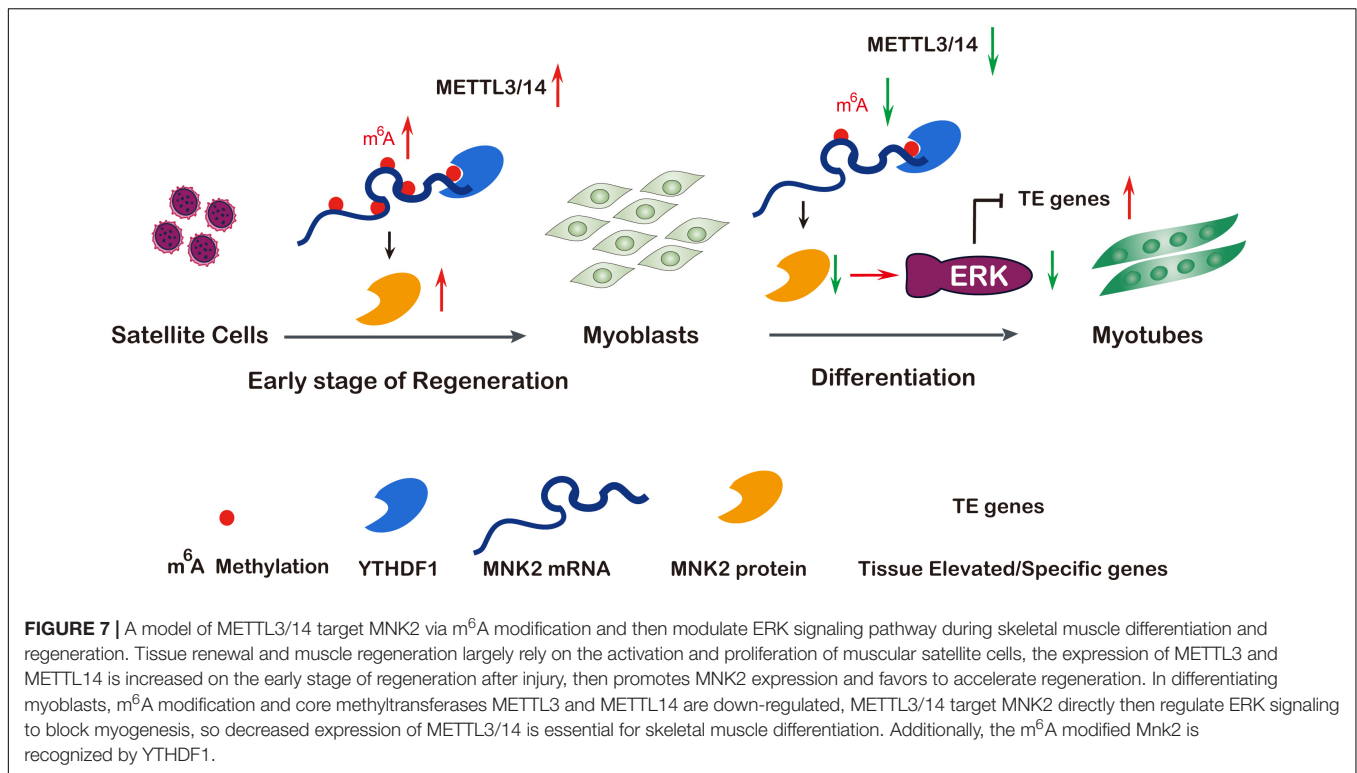 METTL3/14
METTL3/14
m⁶A
m⁶A
TE genes
ERK
Satellite Cells
Myoblasts
Myotubes
Early stage of Regeneration
Differentiation
TE genes
m⁶A Methylation
YTHDF1
MNK2 mRNA
MNK2 protein
Tissue Elevated/Specific genes
FIGURE 7 | A model of METTL3/14 target MNK2 via m⁶A modification and then modulate ERK signaling pathway during skeletal muscle differentiation and
regeneration. Tissue renewal and muscle regeneration largely rely on the activation and proliferation of muscular satellite cells, the expression of METTL3 and
METTL14 is increased on the early stage of regeneration after injury, then promotes MNK2 expression and favors to accelerate regeneration. In differentiating
myoblasts, m⁶A modification and core methyltransferases METTL3 and METTL14 are down-regulated, METTL3/14 target MNK2 directly then regulate ERK signaling
to block myogenesis, so decreased expression of METTL3/14 is essential for skeletal muscle differentiation. Additionally, the m⁶A modified Mnk2 is
recognized by YTHDF1.